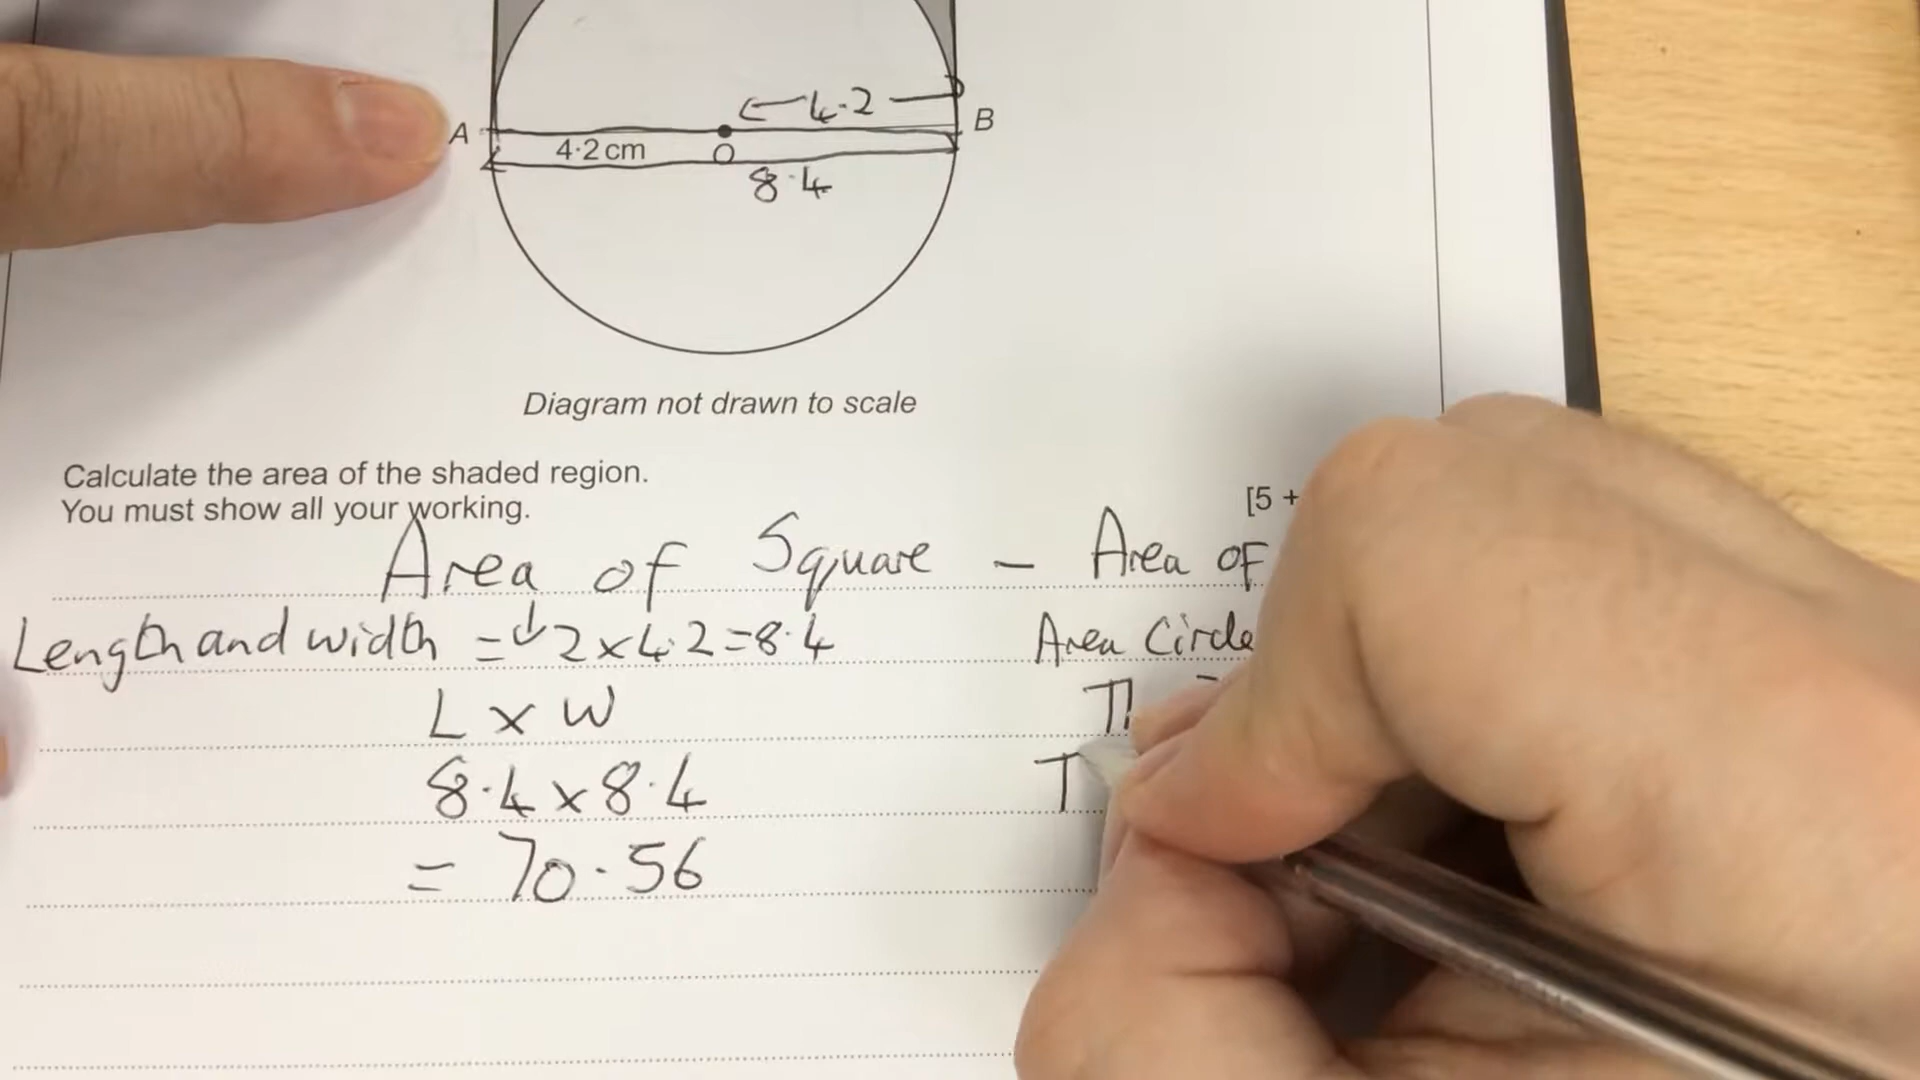 4.2
A
B
4·2 cm
O
8.4
Diagram not drawn to scale
Calculate the area of the shaded region.
You must show all your working.
[5 +
Area of Square - Area of
Length and width = ↓ 2 x 4.2 = 8.4
Area Circle
L x W
8.4 x 8.4
= 70.56